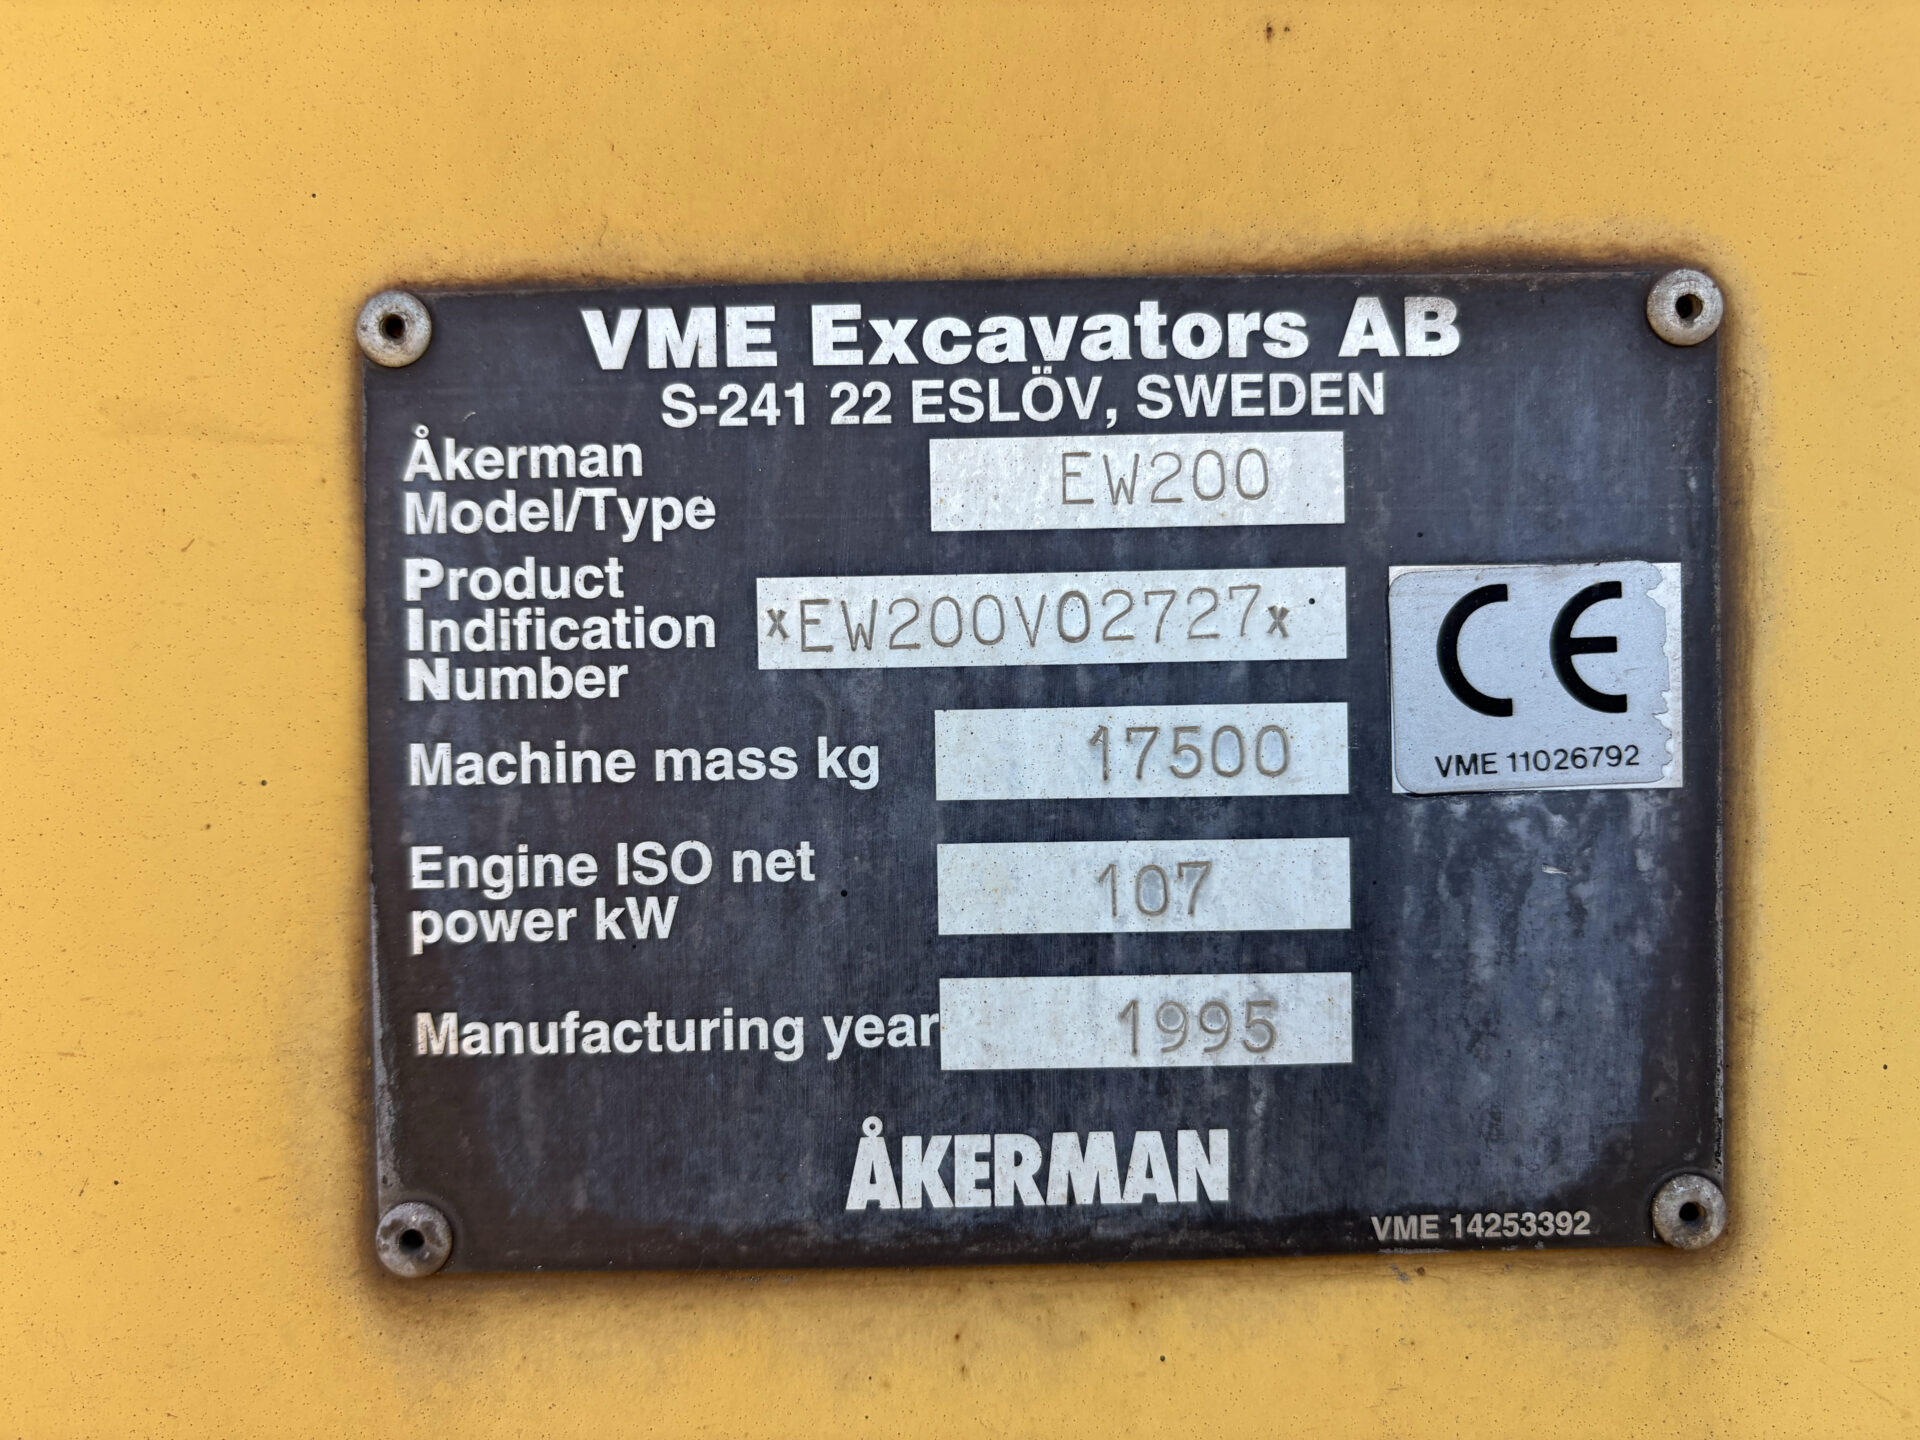 VME Excavators AB
S-241 22 ESLÖV, SWEDEN
Åkerman
Model/Type
EW200
Product
Indification
Number
xEW200V02727x
Machine mass kg
17500
CE
VME 11026792
Engine ISO net
power kW
107
Manufacturing year
1995
ÅKERMAN
VME 14253392